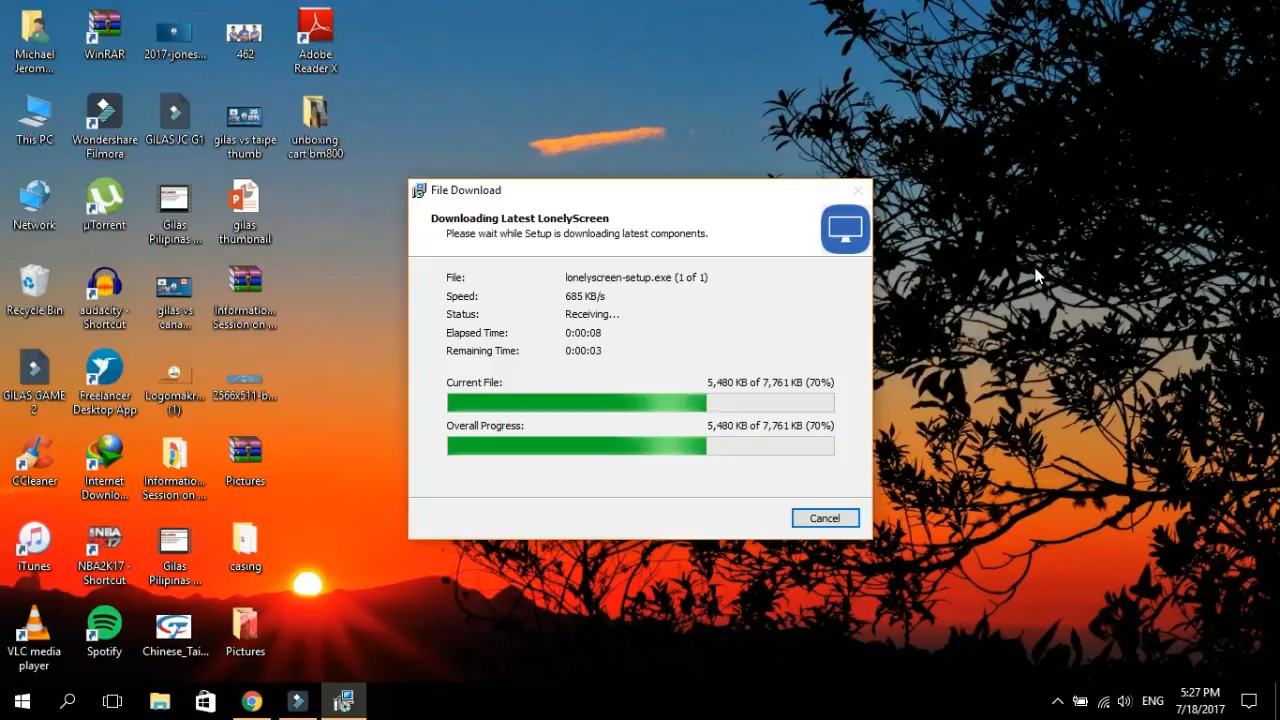 Michael
Jerom...
WinRAR
2017-jones...
462
Adobe
Reader X
This PC
Wondershare
Filmora
GILAS JC G1
gilas vs taipe
thumb
unboxing
cart bm800
Network
µTorrent
Gilas
Pilipinas ...
gilas
thumbnail
Recycle Bin
audacity -
Shortcut
gilas vs
cana...
Informatio...
Session on ...
GILAS GAME
2
Freelancer
Desktop App
Logomakr...
(1)
2566x511-b...
CCleaner
Internet
Downlo...
Informatio...
Session on ...
Pictures
iTunes
NBA2K17 -
Shortcut
Gilas
Pilipinas ...
casing
VLC media
player
Spotify
Chinese_Tai...
Pictures
File Download
Downloading Latest LonelyScreen
Please wait while Setup is downloading latest components.
File: lonelyscreen-setup.exe (1 of 1)
Speed: 685 KB/s
Status: Receiving...
Elapsed Time: 0:00:08
Remaining Time: 0:00:03
Current File: 5,480 KB of 7,761 KB (70%)
Overall Progress: 5,480 KB of 7,761 KB (70%)
Cancel
ENG
5:27 PM
7/18/2017